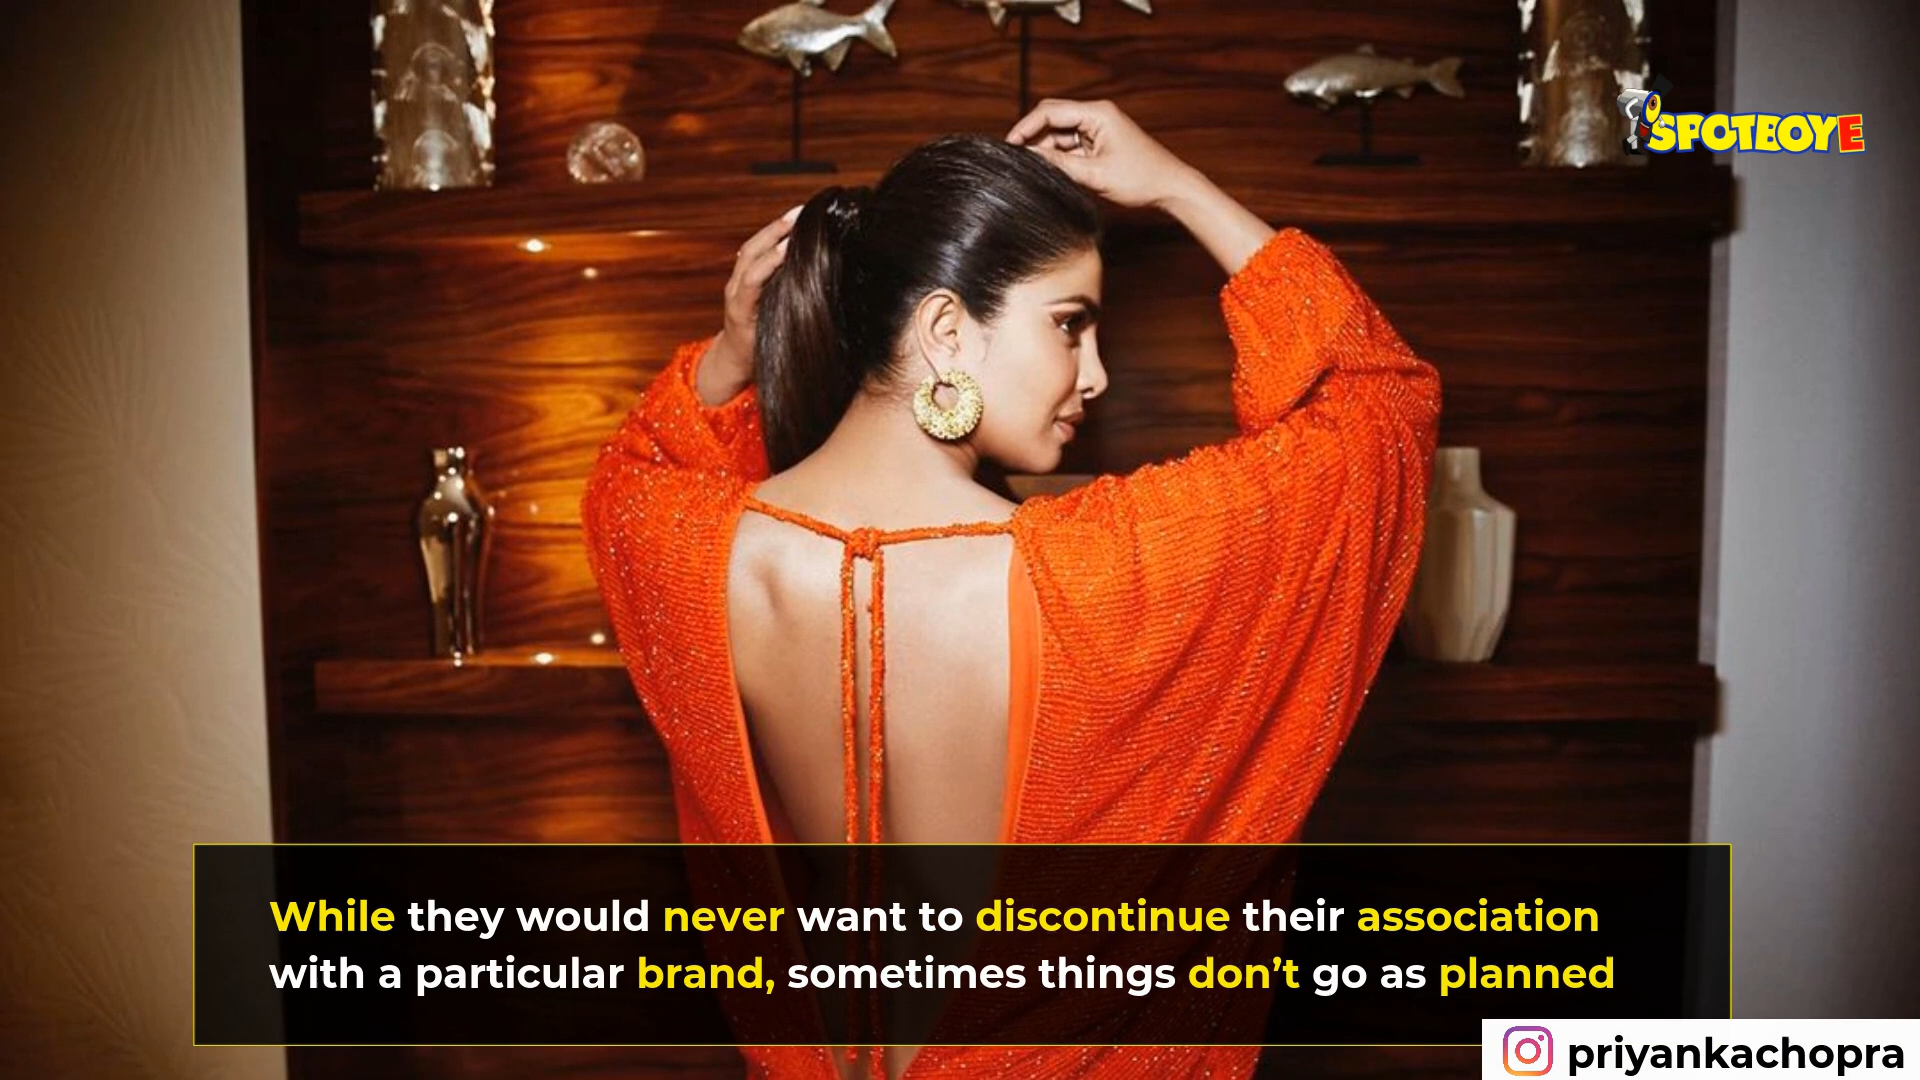 SPOTBOYE
While they would never want to discontinue their association
with a particular brand, sometimes things don’t go as planned
priyankachopra